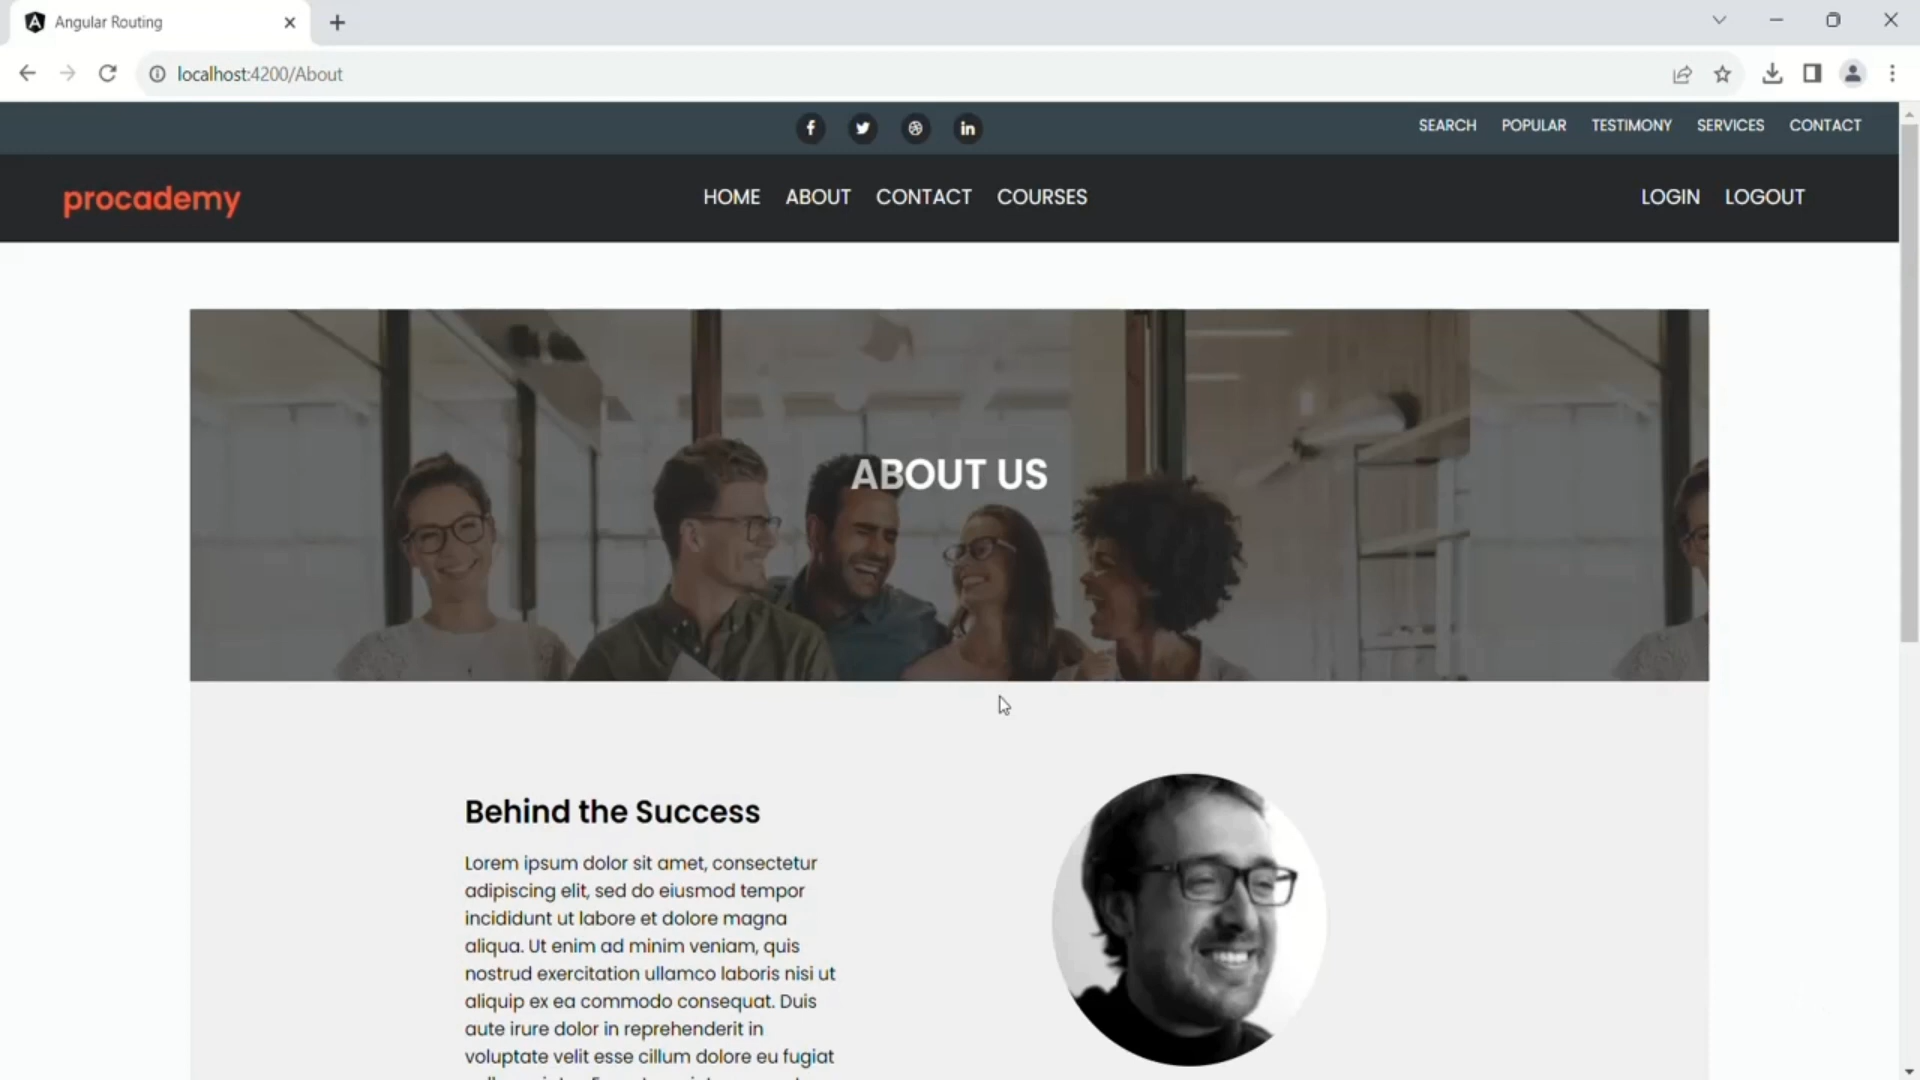 Angular Routing
localhost:4200/About
SEARCH POPULAR TESTIMONY SERVICES CONTACT
procademy
HOME ABOUT CONTACT COURSES
LOGIN LOGOUT
ABOUT US
Behind the Success
Lorem ipsum dolor sit amet, consectetur
adipiscing elit, sed do eiusmod tempor
incididunt ut labore et dolore magna
aliqua. Ut enim ad minim veniam, quis
nostrud exercitation ullamco laboris nisi ut
aliquip ex ea commodo consequat. Duis
aute irure dolor in reprehenderit in
voluptate velit esse cillum dolore eu fugiat